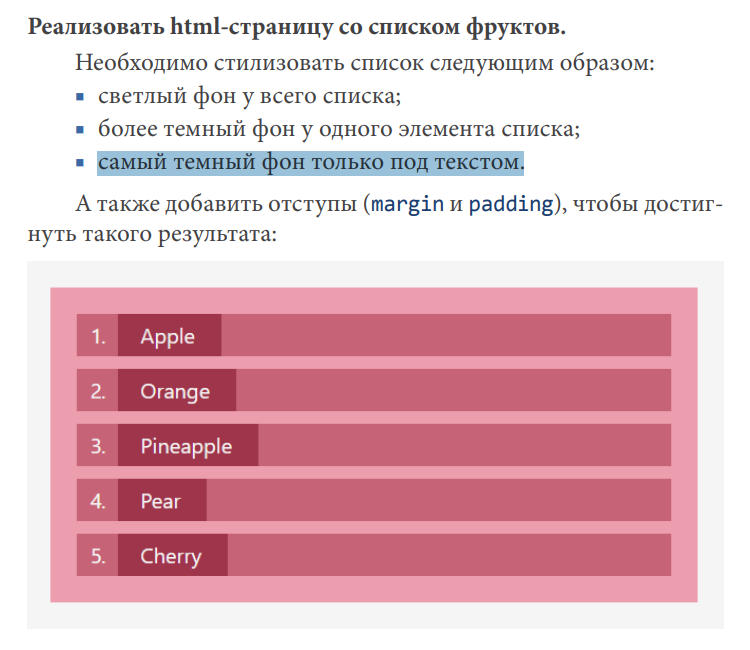 Реализовать html-страницу со списком фруктов.
Необходимо стилизовать список следующим образом:
▪ светлый фон у всего списка;
▪ более темный фон у одного элемента списка;
▪ самый темный фон только под текстом.
А также добавить отступы (margin и padding), чтобы достиг-
нуть такого результата:
1. Apple
2. Orange
3. Pineapple
4. Pear
5. Cherry